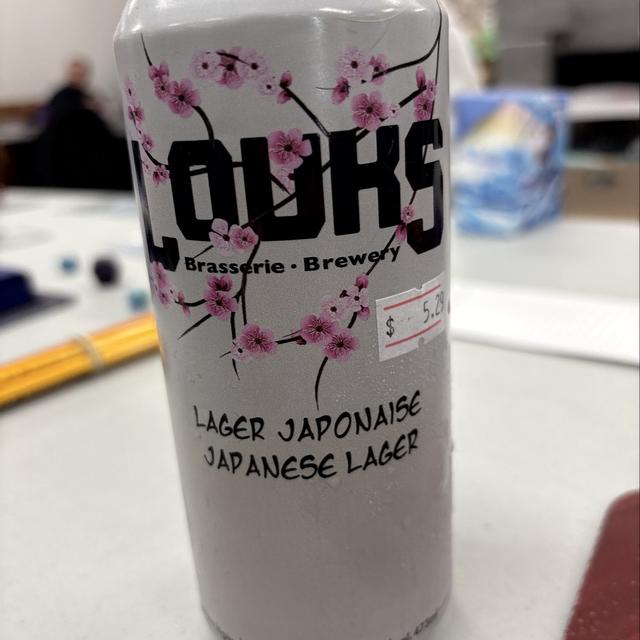 LOUKS
Brasserie · Brewery
$ 5.29
LAGER JAPONAISE
JAPANESE LAGER